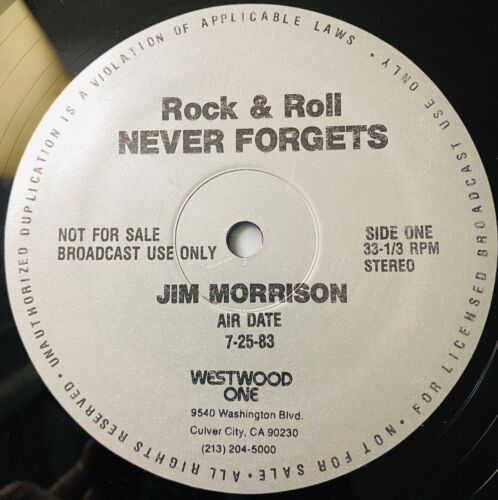 UNAUTHORIZED DUPLICATION IS A VIOLATION OF APPLICABLE LAWS • FOR LICENSED BROADCAST USE ONLY • NOT FOR SALE • ALL RIGHTS RESERVED •
Rock & Roll
NEVER FORGETS
NOT FOR SALE
BROADCAST USE ONLY
SIDE ONE
33-1/3 RPM
STEREO
JIM MORRISON
AIR DATE
7-25-83
WESTWOOD
ONE
9540 Washington Blvd.
Culver City, CA 90230
(213) 204-5000